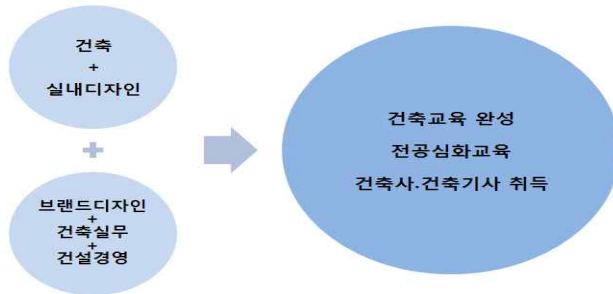 건축
+
실내디자인
브랜드디자인
+
건축실무
+
건설경영
건축교육 완성
전공심화교육
건축사.건축기사 취득